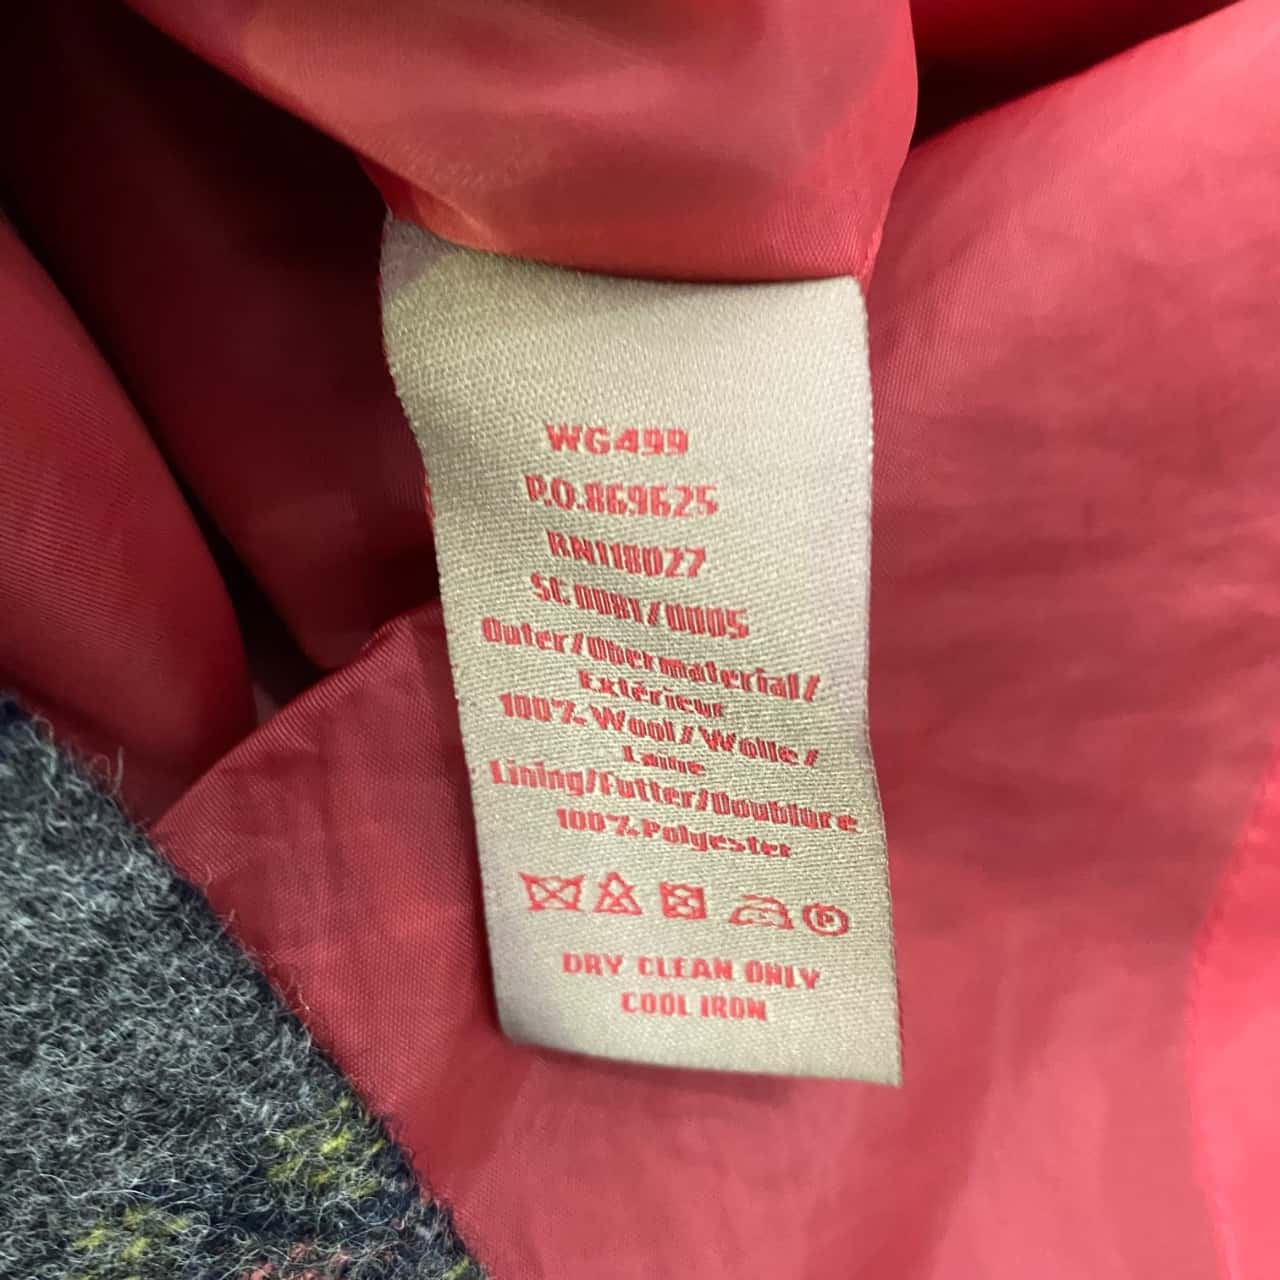 WG499
P.O.869625
RN118027
SC 0081/0005
Outer/Obermaterial/
Extérieur
100% Wool/Wolle/
Laine
Lining/Futter/Doublure
100% Polyester
P
DRY CLEAN ONLY
COOL IRON